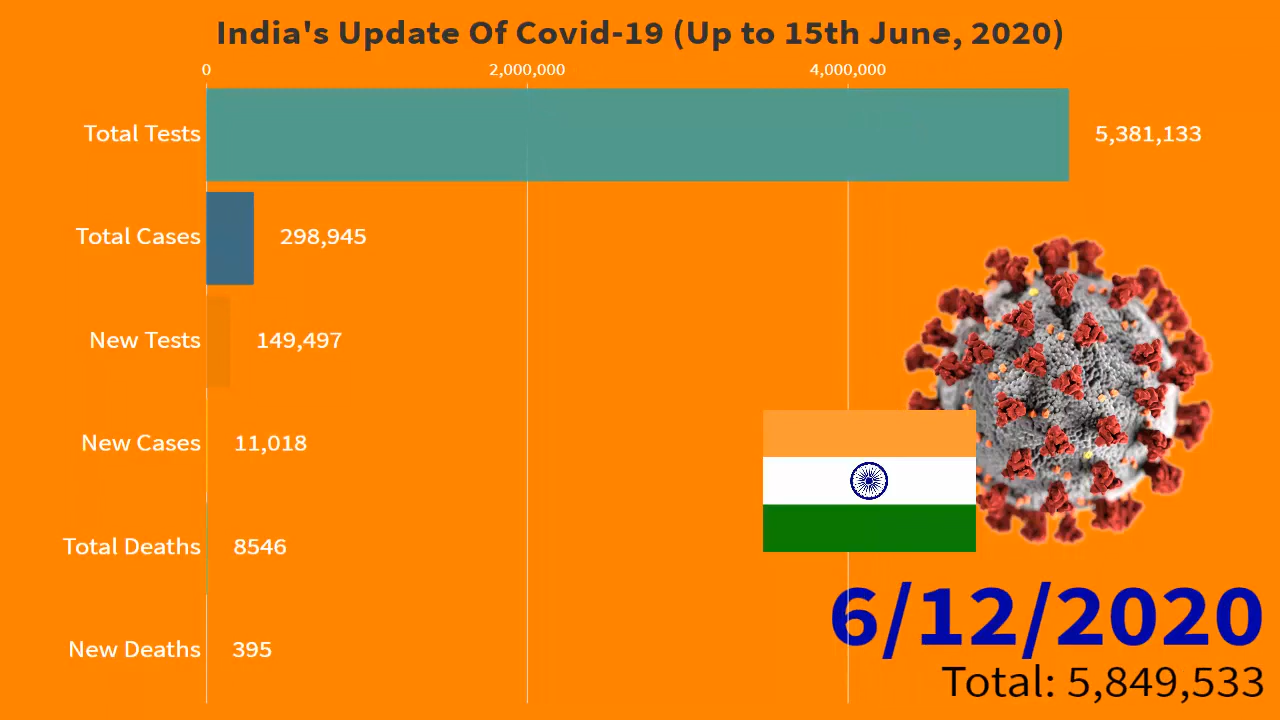 India's Update Of Covid-19 (Up to 15th June, 2020)
0 2,000,000 4,000,000
Total Tests 5,381,133
Total Cases 298,945
New Tests 149,497
New Cases 11,018
Total Deaths 8546
New Deaths 395
6/12/2020
Total: 5,849,533